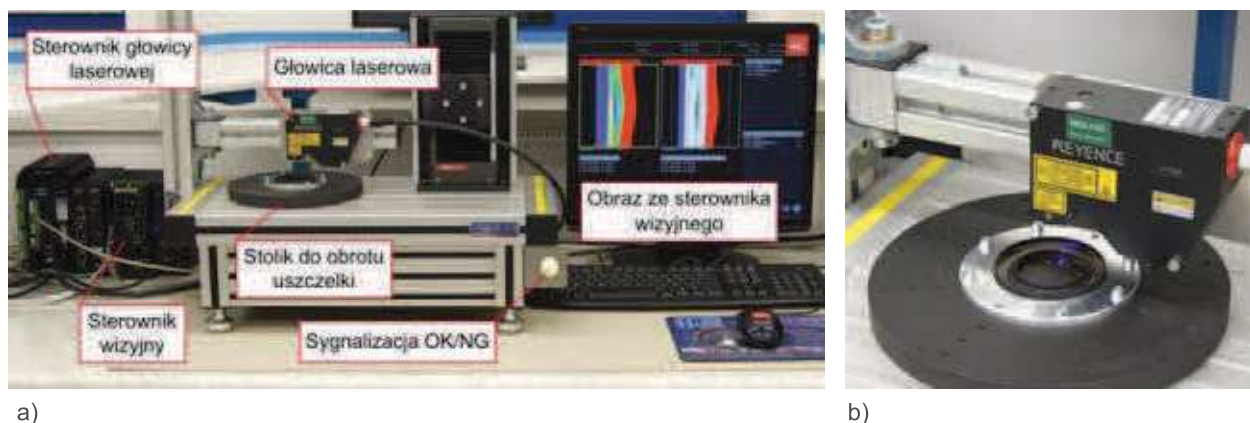 Sterownik głowicy
laserowej
Głowica laserowa
Obraz ze sterownika
wizyjnego
Stolik do obrotu
uszczelki
Sterownik
wizyjny
Sygnalizacja OK/NG
KEYENCE
a)
b)